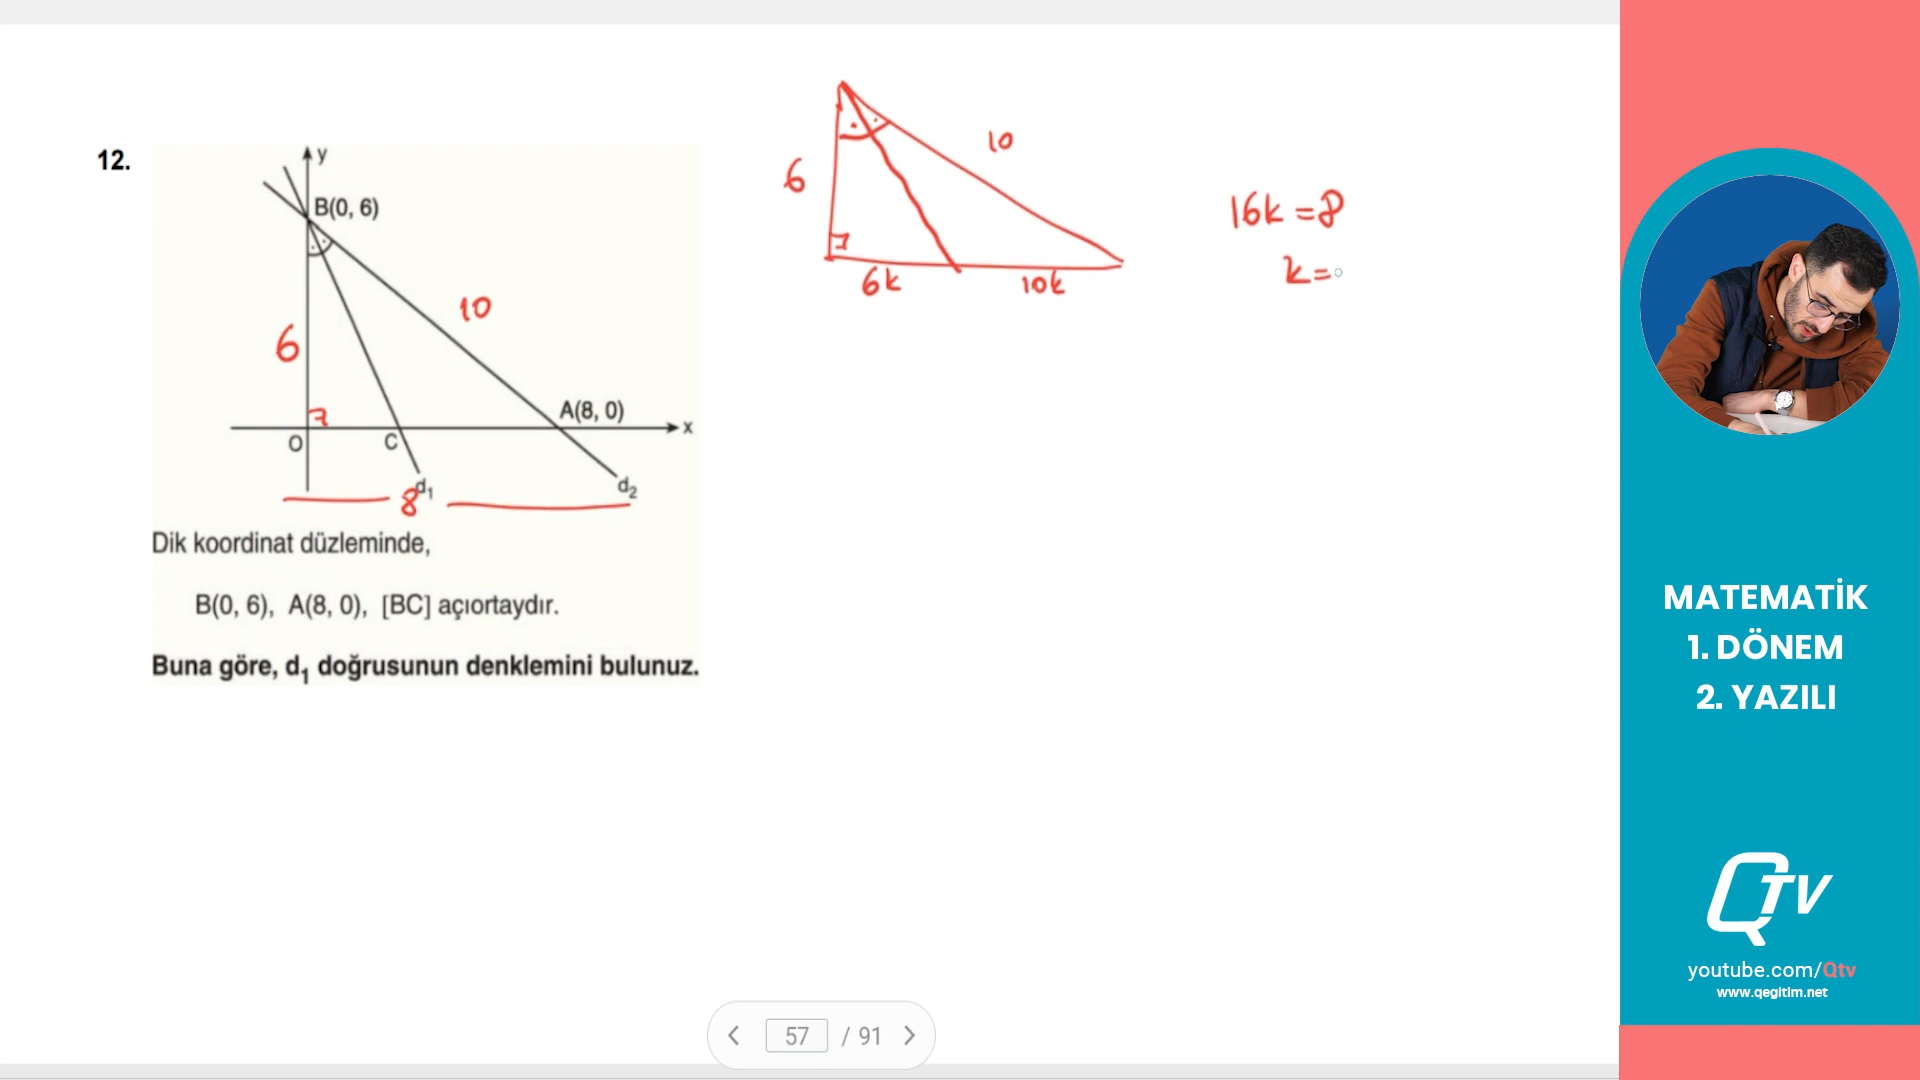 12.
y
B(0, 6)
10
6
A(8, 0)
x
O
C
d₁
d₂
8
Dik koordinat düzleminde,
B(0, 6), A(8, 0), [BC] açıortaydır.
Buna göre, d₁ doğrusunun denklemini bulunuz.
6
10
6k
10k
16k = 8
k =
MATEMATİK
1. DÖNEM
2. YAZILI
QTV
youtube.com/Qtv
www.qegitim.net
57 / 91